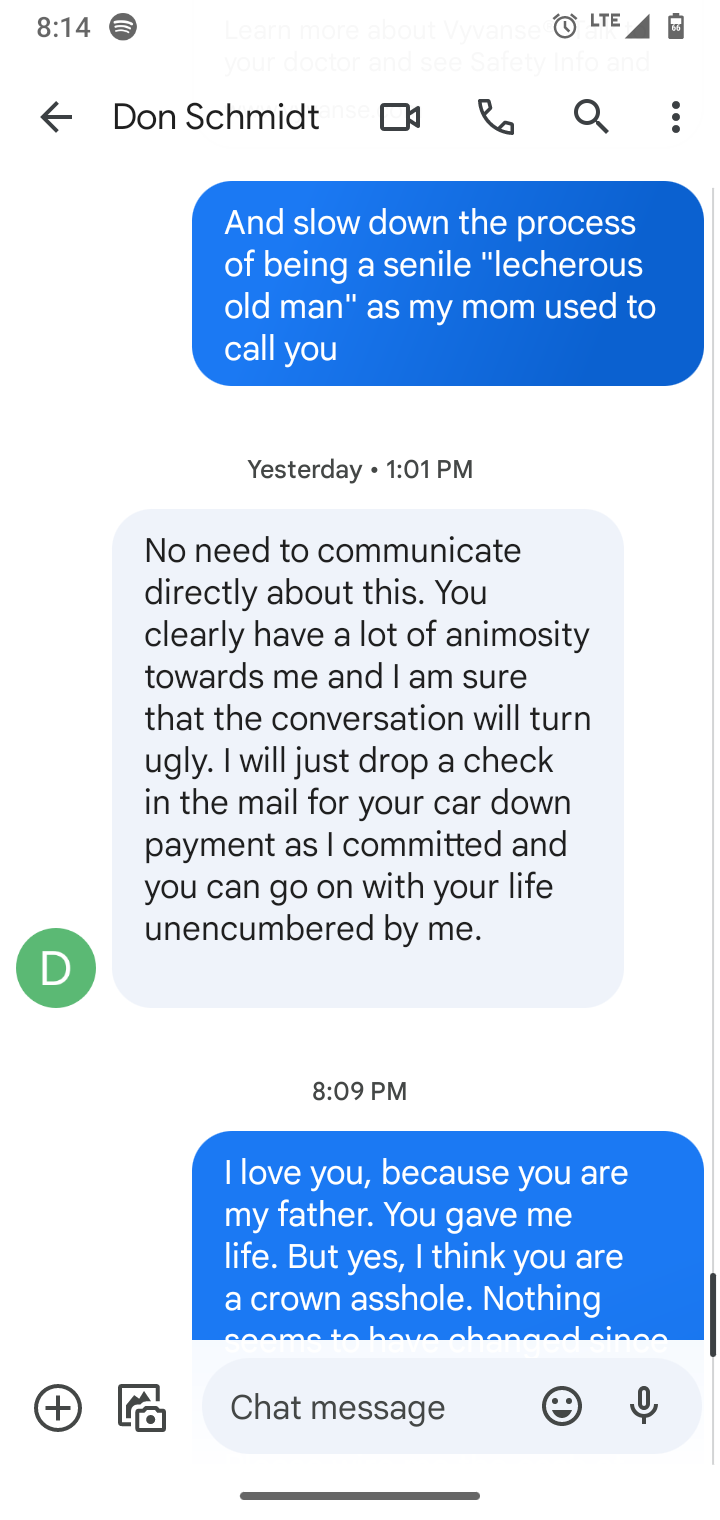 8:14
LTE
66
Learn more about Vyvanse
your doctor and see Safety Info and
Don Schmidt
And slow down the process
of being a senile "lecherous
old man" as my mom used to
call you
Yesterday • 1:01 PM
No need to communicate
directly about this. You
clearly have a lot of animosity
towards me and I am sure
that the conversation will turn
ugly. I will just drop a check
in the mail for your car down
payment as I committed and
you can go on with your life
unencumbered by me.
D
8:09 PM
I love you, because you are
my father. You gave me
life. But yes, I think you are
a crown asshole. Nothing
seems to have changed since
Chat message